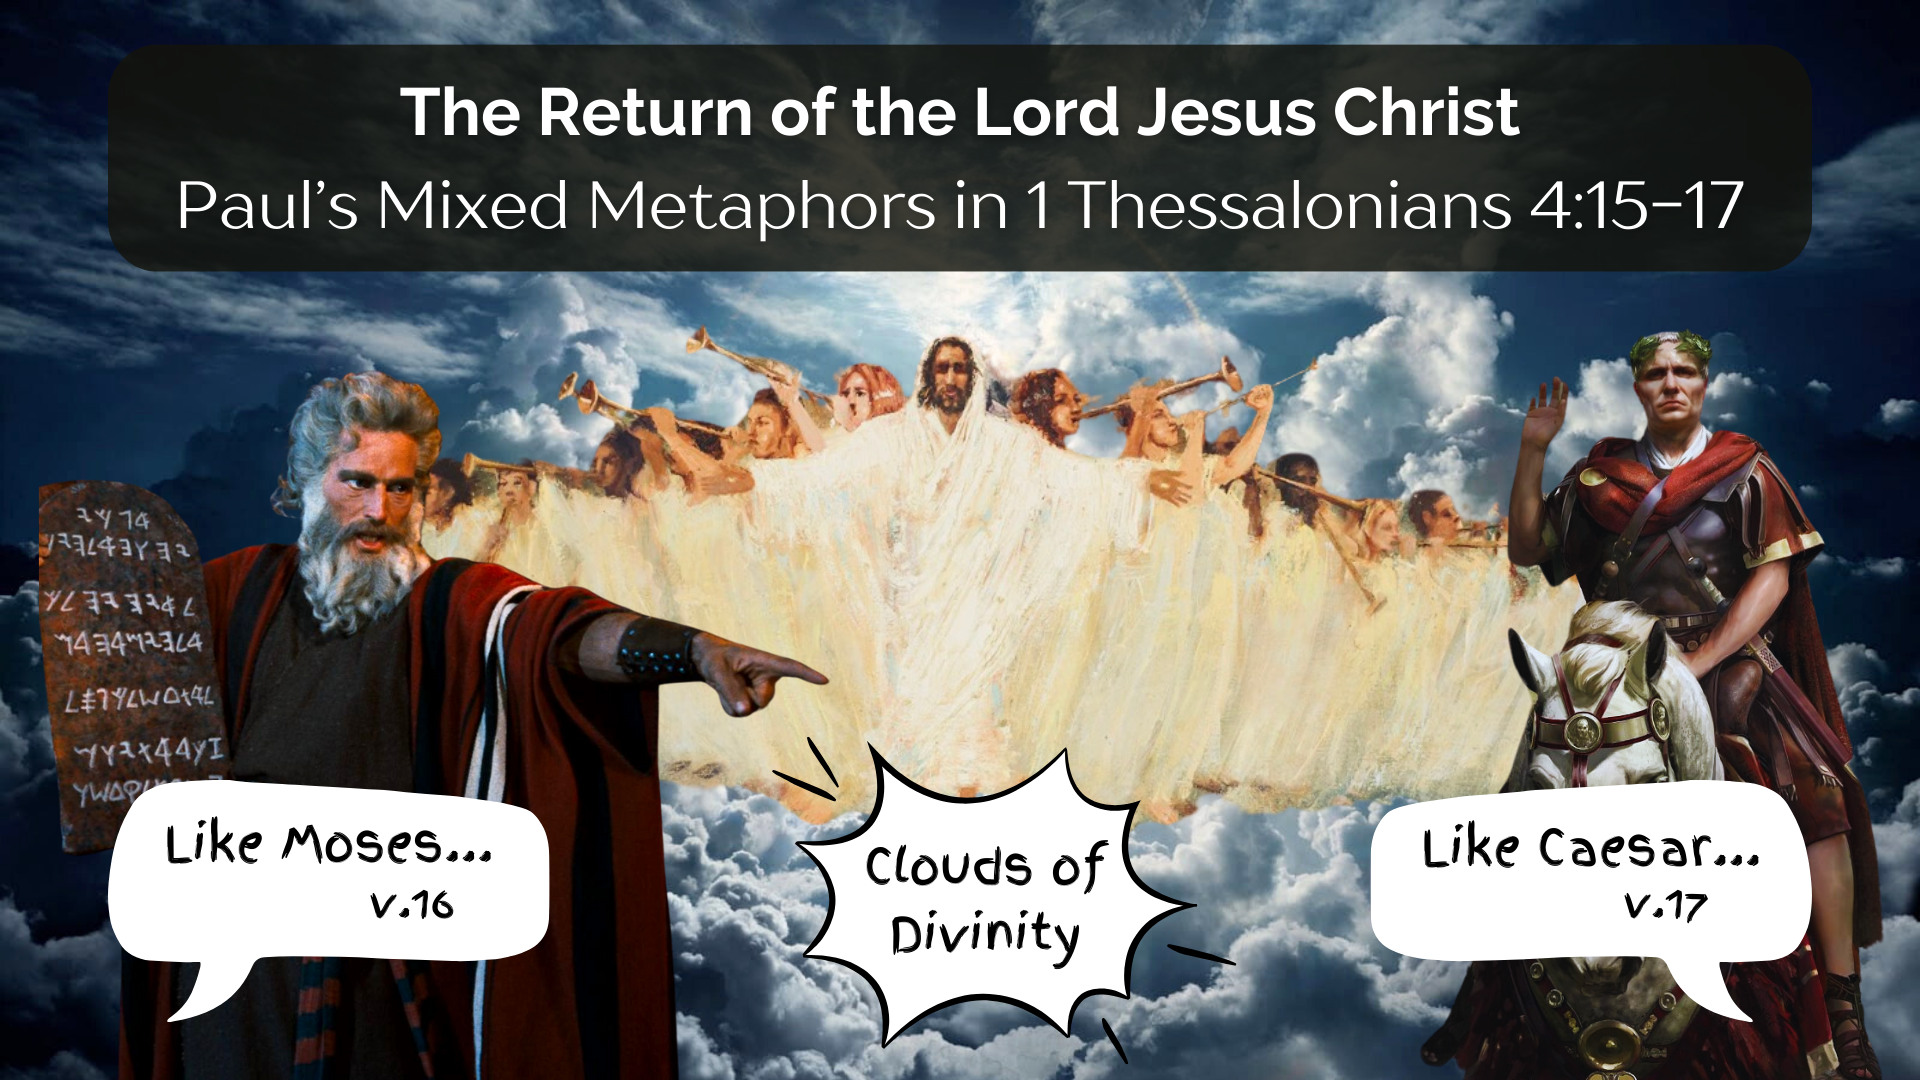 The Return of the Lord Jesus Christ
Paul’s Mixed Metaphors in 1 Thessalonians 4:15–17
Like Moses...
v.16
Clouds of
Divinity
Like Caesar...
v.17